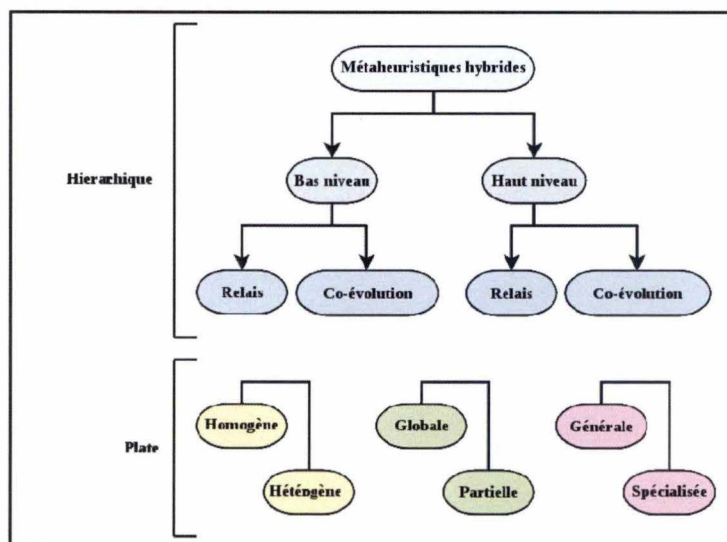 Métaheuristiques hybrides
Hierarchique
Bas niveau
Haut niveau
Relais
Co-évolution
Relais
Co-évolution
Homogène
Globale
Générale
Plate
Hétéogène
Partielle
Spécialisée